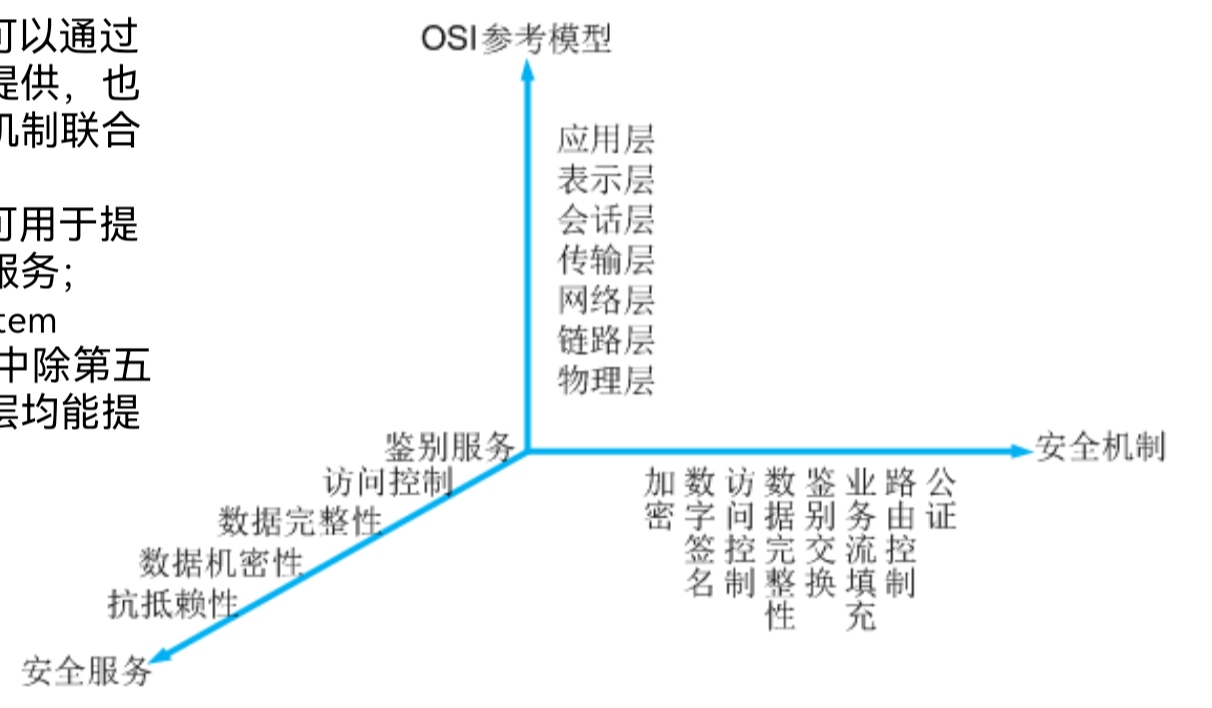 可以通过
提供，也
机制联合
可用于提
服务；
tem
中除第五
层均能提
OSI参考模型
应用层
表示层
会话层
传输层
网络层
链路层
物理层
鉴别服务
访问控制
数据完整性
数据机密性
抗抵赖性
安全服务
安全机制
加密
数字签名
访问控制
数据完整性
鉴别交换
业务流填充
路由控制
公证